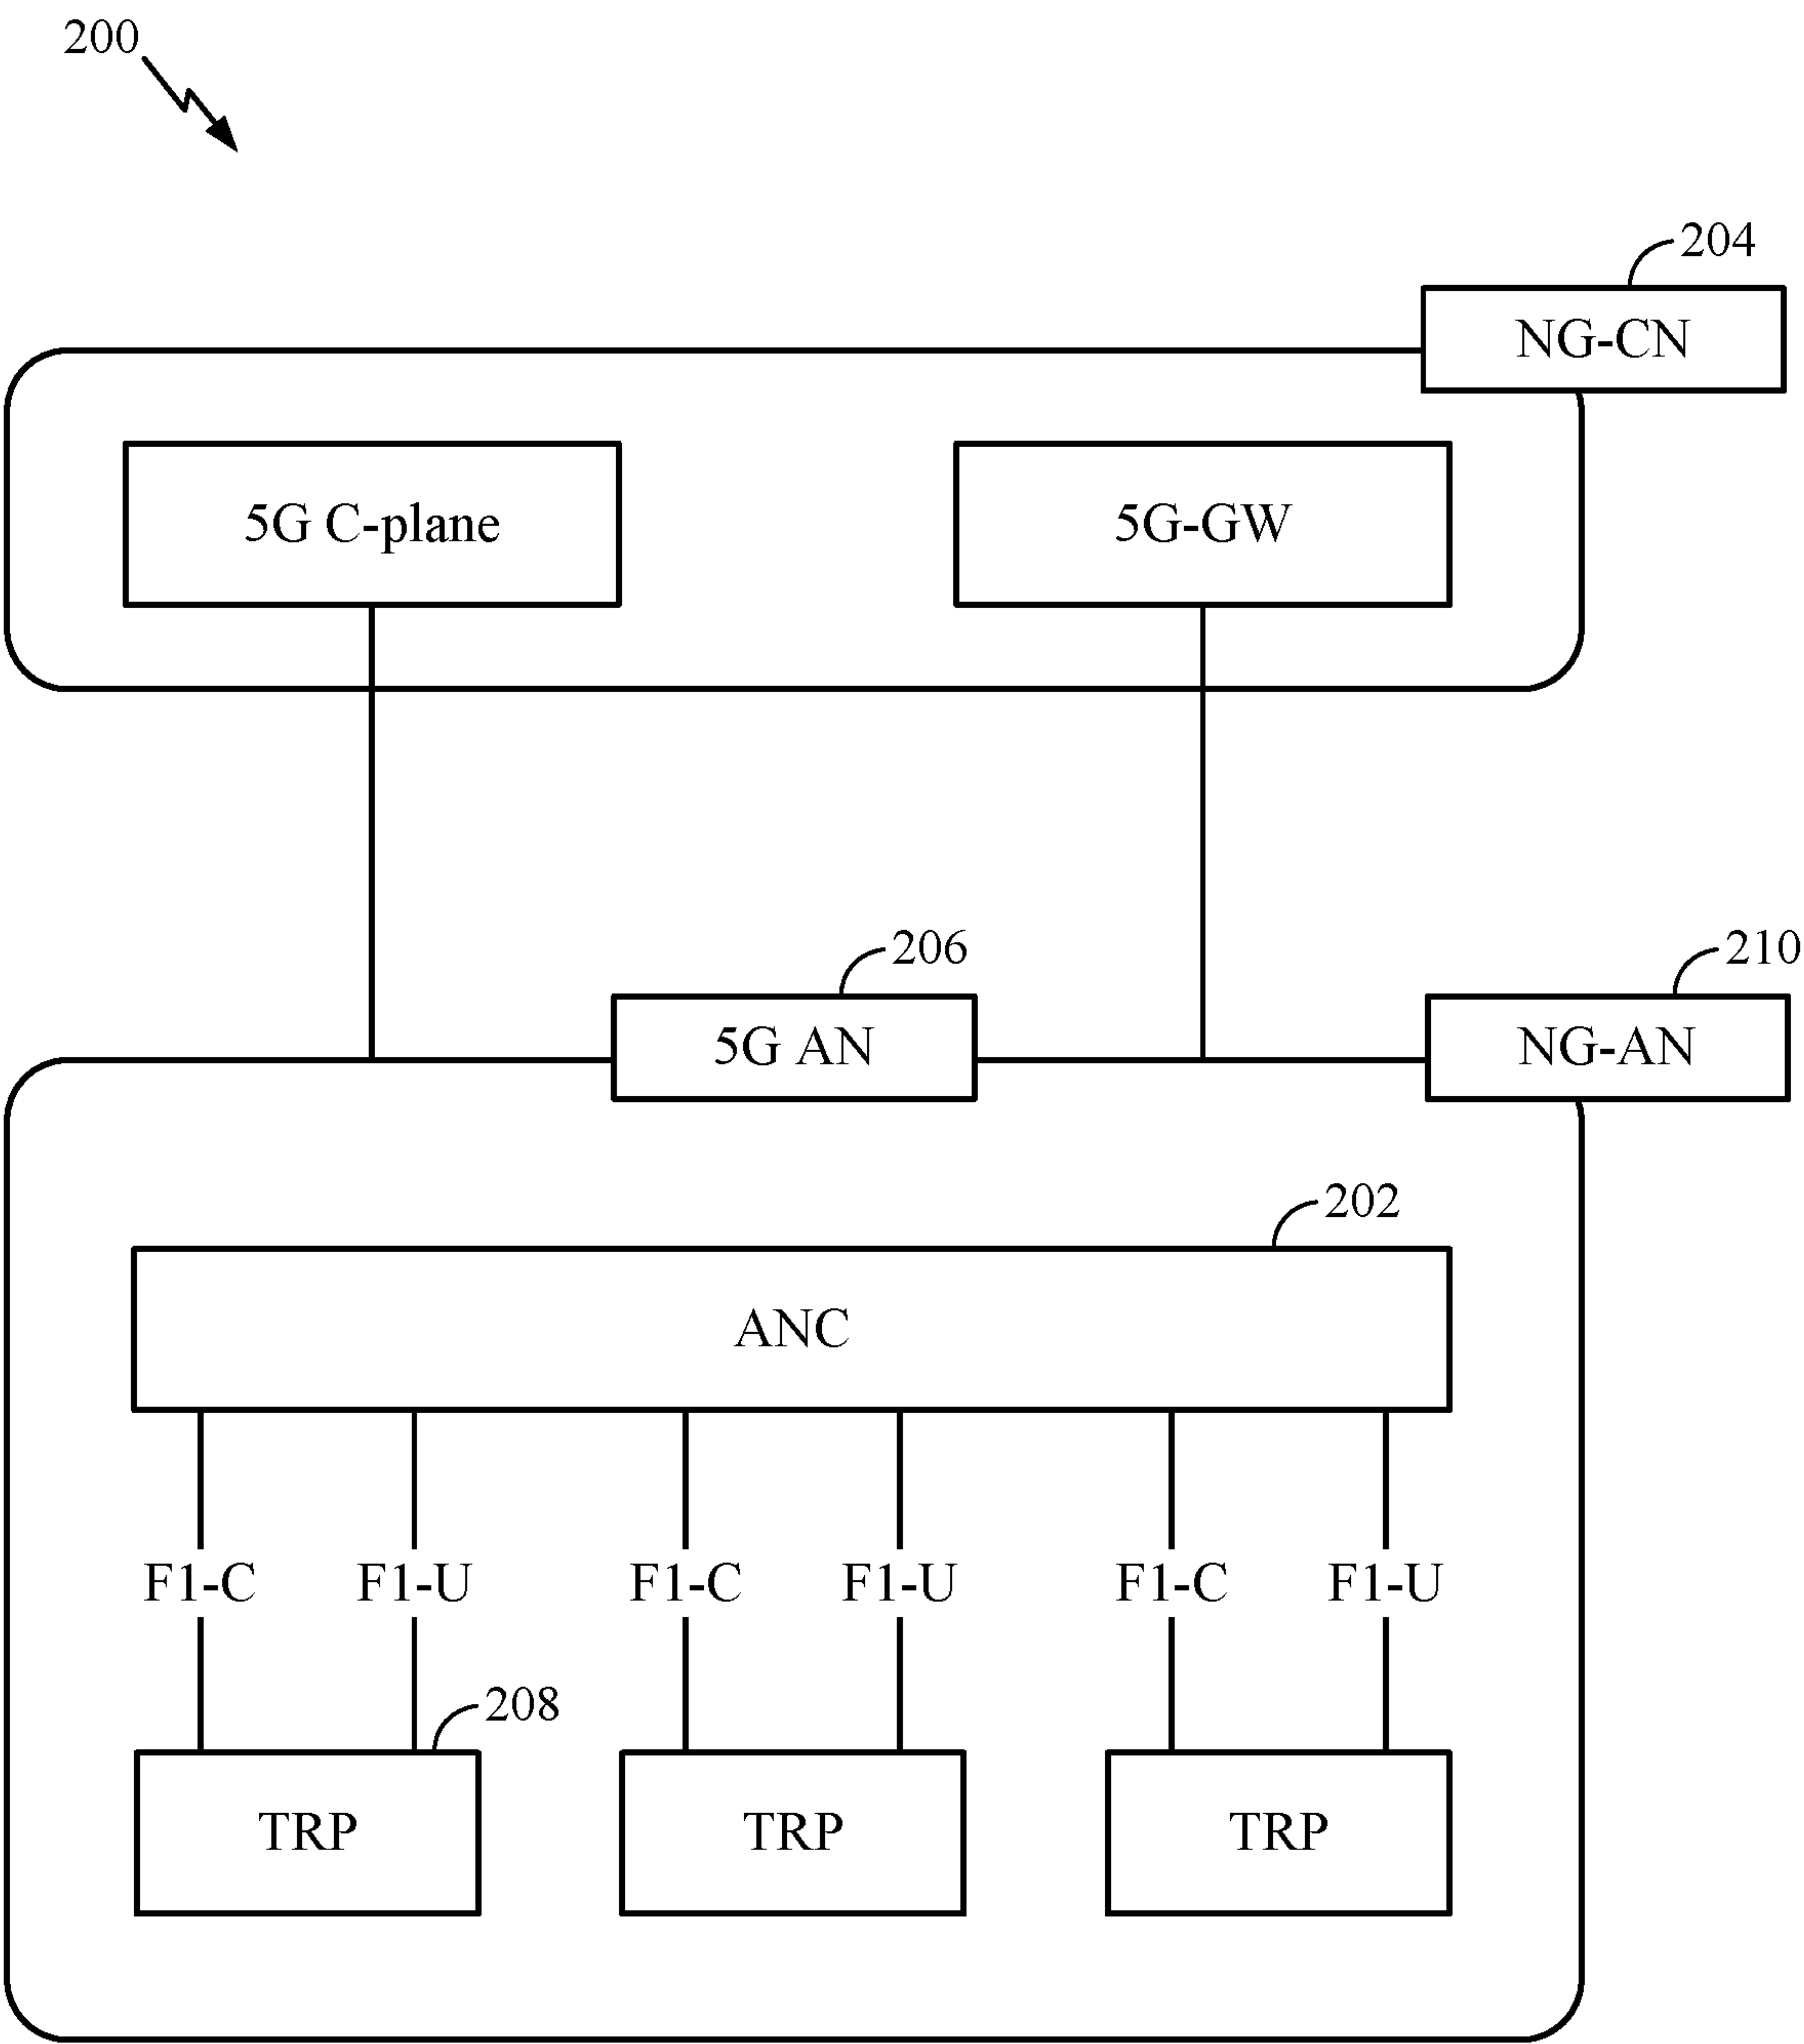 200
204
NG-CN
5G C-plane
5G-GW
206
210
5G AN
NG-AN
202
ANC
F1-C
F1-U
F1-C
F1-U
F1-C
F1-U
208
TRP
TRP
TRP